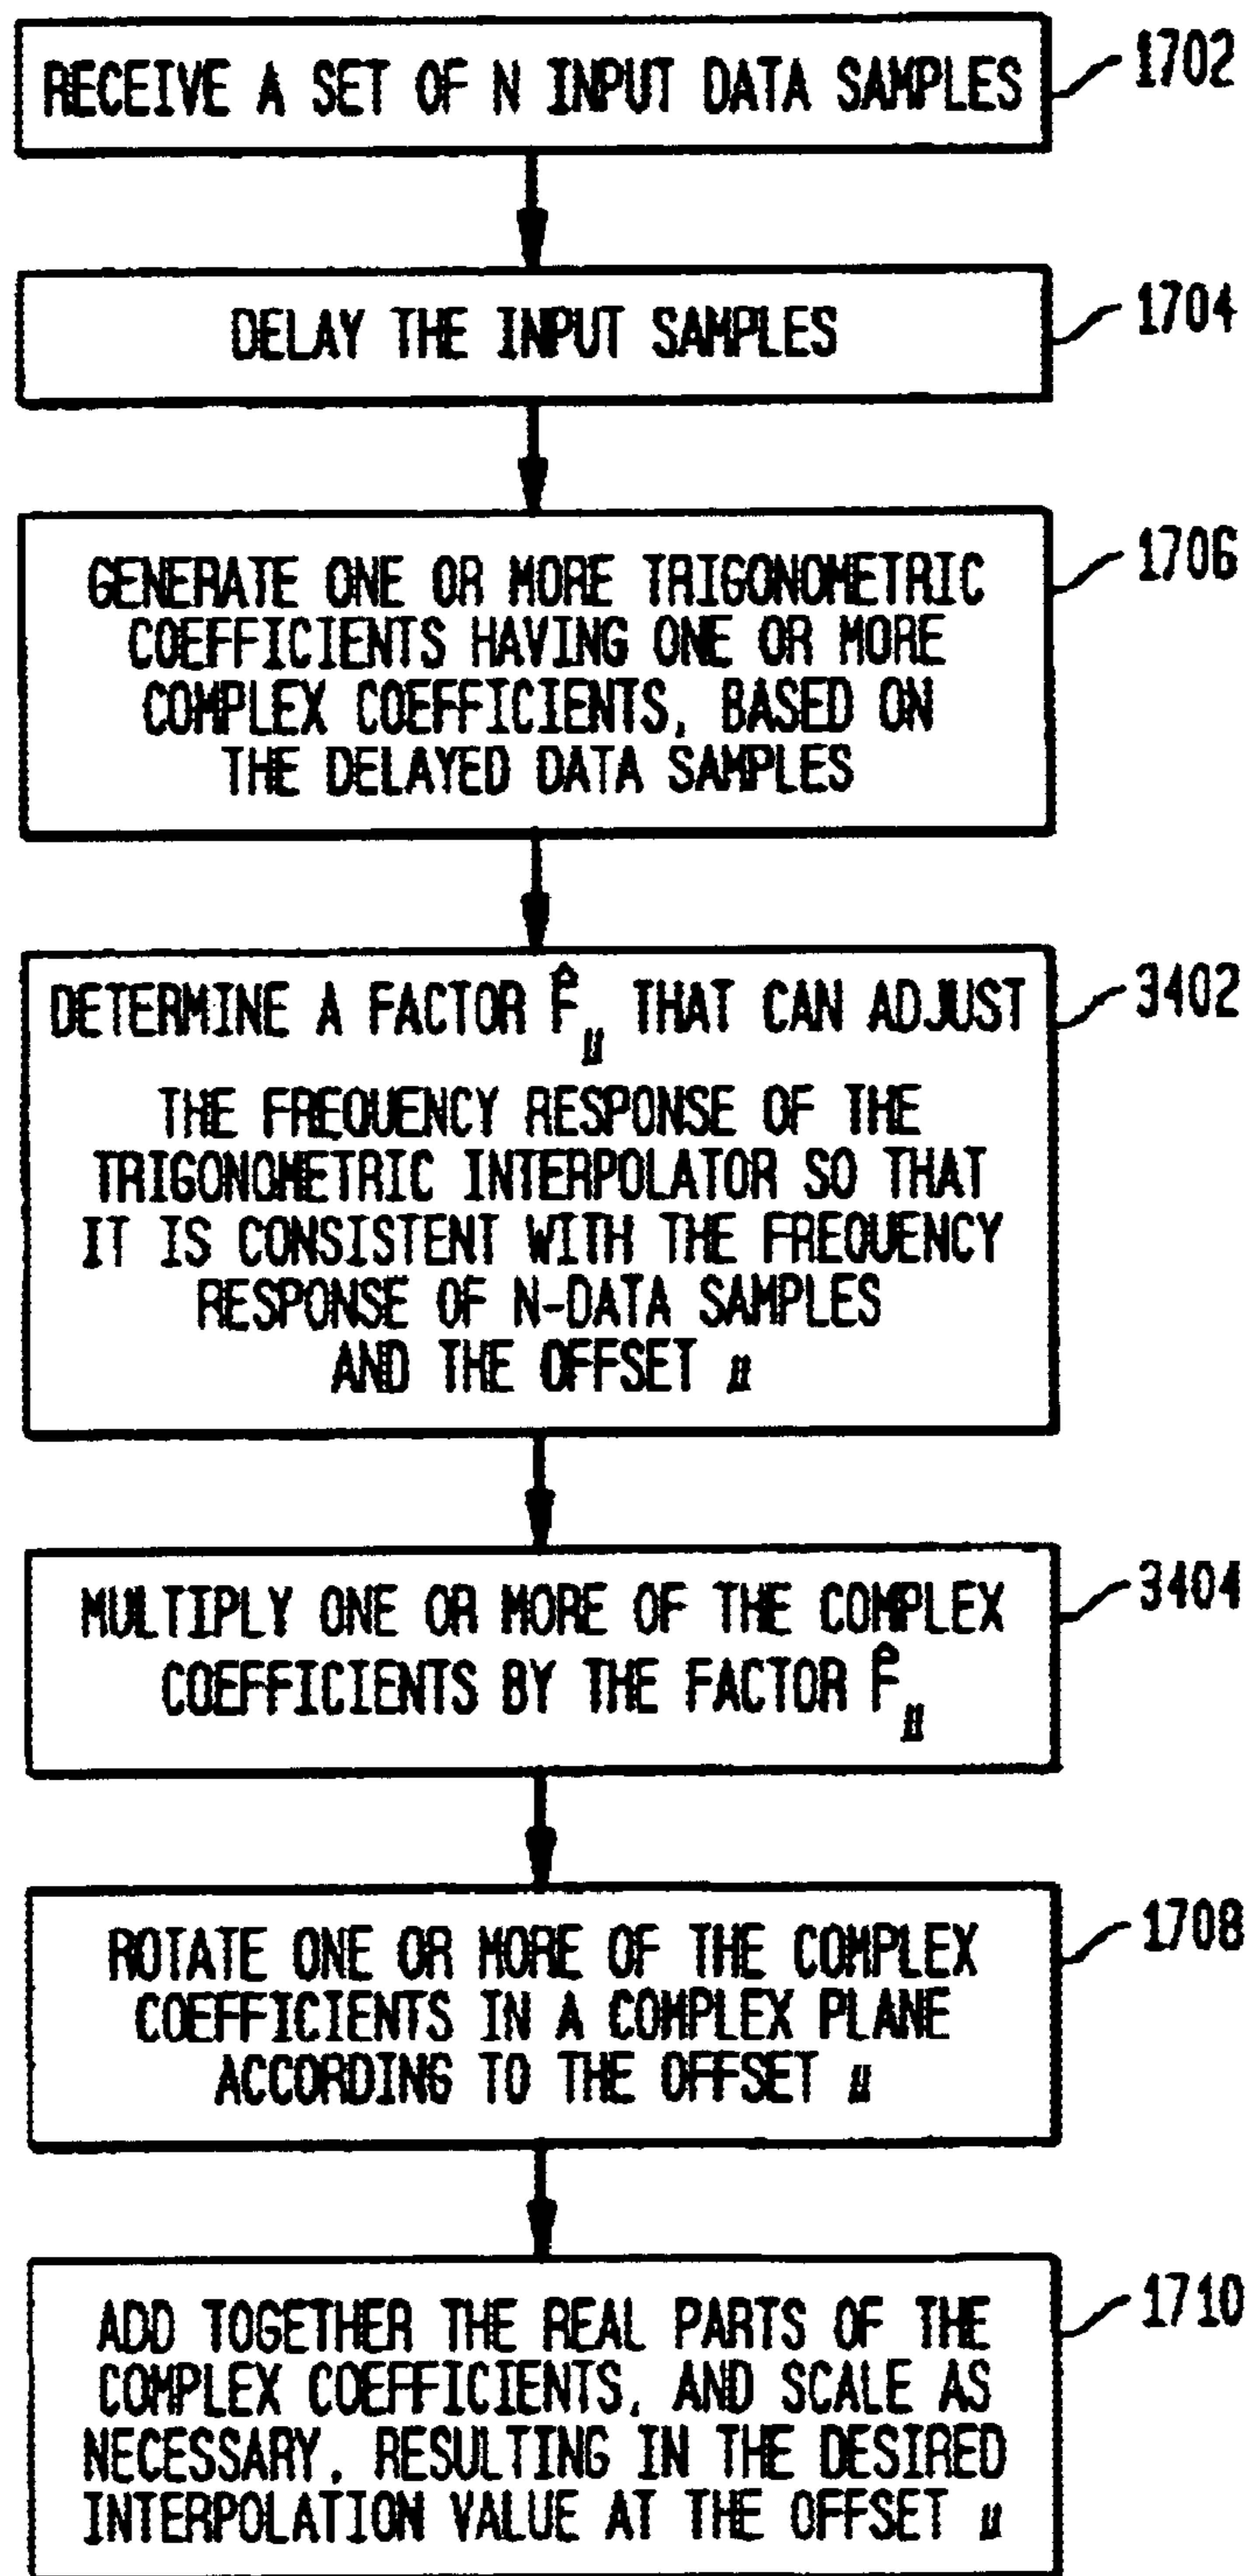 RECEIVE A SET OF N INPUT DATA SAMPLES
1702
DELAY THE INPUT SAMPLES
1704
GENERATE ONE OR MORE TRIGONOMETRIC
COEFFICIENTS HAVING ONE OR MORE
COMPLEX COEFFICIENTS, BASED ON
THE DELAYED DATA SAMPLES
1706
DETERMINE A FACTOR F̂μ THAT CAN ADJUST
THE FREQUENCY RESPONSE OF THE
TRIGONOMETRIC INTERPOLATOR SO THAT
IT IS CONSISTENT WITH THE FREQUENCY
RESPONSE OF N-DATA SAMPLES
AND THE OFFSET μ
3402
MULTIPLY ONE OR MORE OF THE COMPLEX
COEFFICIENTS BY THE FACTOR F̂μ
3404
ROTATE ONE OR MORE OF THE COMPLEX
COEFFICIENTS IN A COMPLEX PLANE
ACCORDING TO THE OFFSET μ
1708
ADD TOGETHER THE REAL PARTS OF THE
COMPLEX COEFFICIENTS, AND SCALE AS
NECESSARY, RESULTING IN THE DESIRED
INTERPOLATION VALUE AT THE OFFSET μ
1710